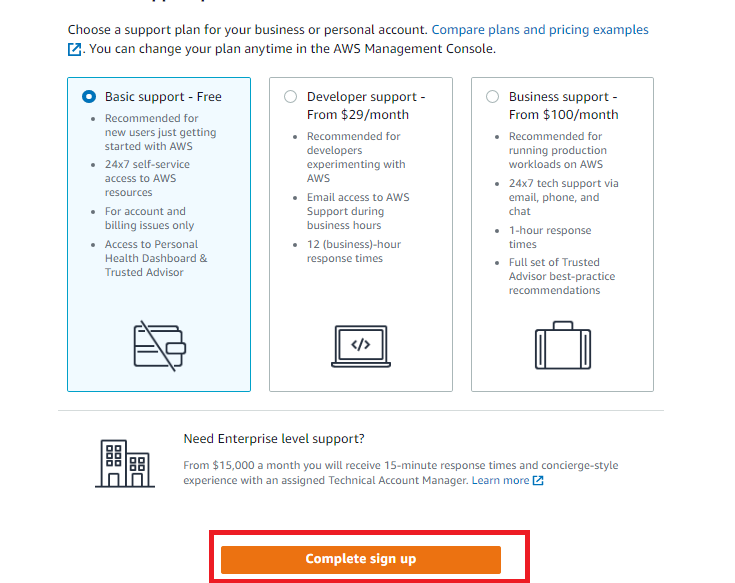 Choose a support plan for your business or personal account. Compare plans and pricing examples
. You can change your plan anytime in the AWS Management Console.
Basic support - Free
• Recommended for
new users just getting
started with AWS
• 24x7 self-service
access to AWS
resources
• For account and
billing issues only
• Access to Personal
Health Dashboard &
Trusted Advisor
Developer support -
From $29/month
• Recommended for
developers
experimenting with
AWS
• Email access to AWS
Support during
business hours
• 12 (business)-hour
response times
</>
Business support -
From $100/month
• Recommended for
running production
workloads on AWS
• 24x7 tech support via
email, phone, and
chat
• 1-hour response
times
• Full set of Trusted
Advisor best-practice
recommendations
Need Enterprise level support?
From $15,000 a month you will receive 15-minute response times and concierge-style
experience with an assigned Technical Account Manager. Learn more
Complete sign up